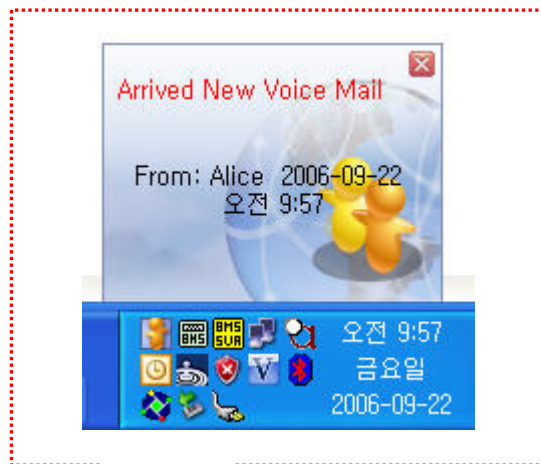 Arrived New Voice Mail
From: Alice 2006-09-22
오전 9:57
BMS
BMS
SVR
V
오전 9:57
금요일
2006-09-22